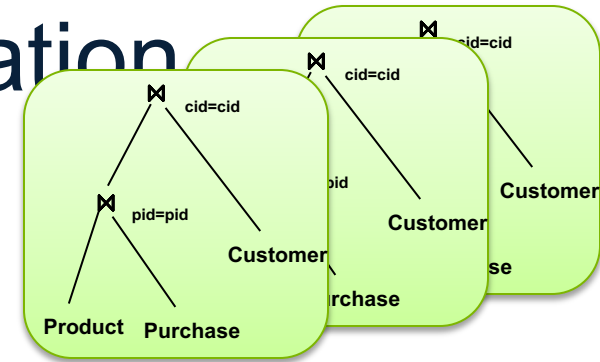 ation
⋈ cid=cid
⋈ pid=pid
Customer
Product Purchase
⋈ cid=cid
pid
Customer
rchase
⋈ cid=cid
Customer
se